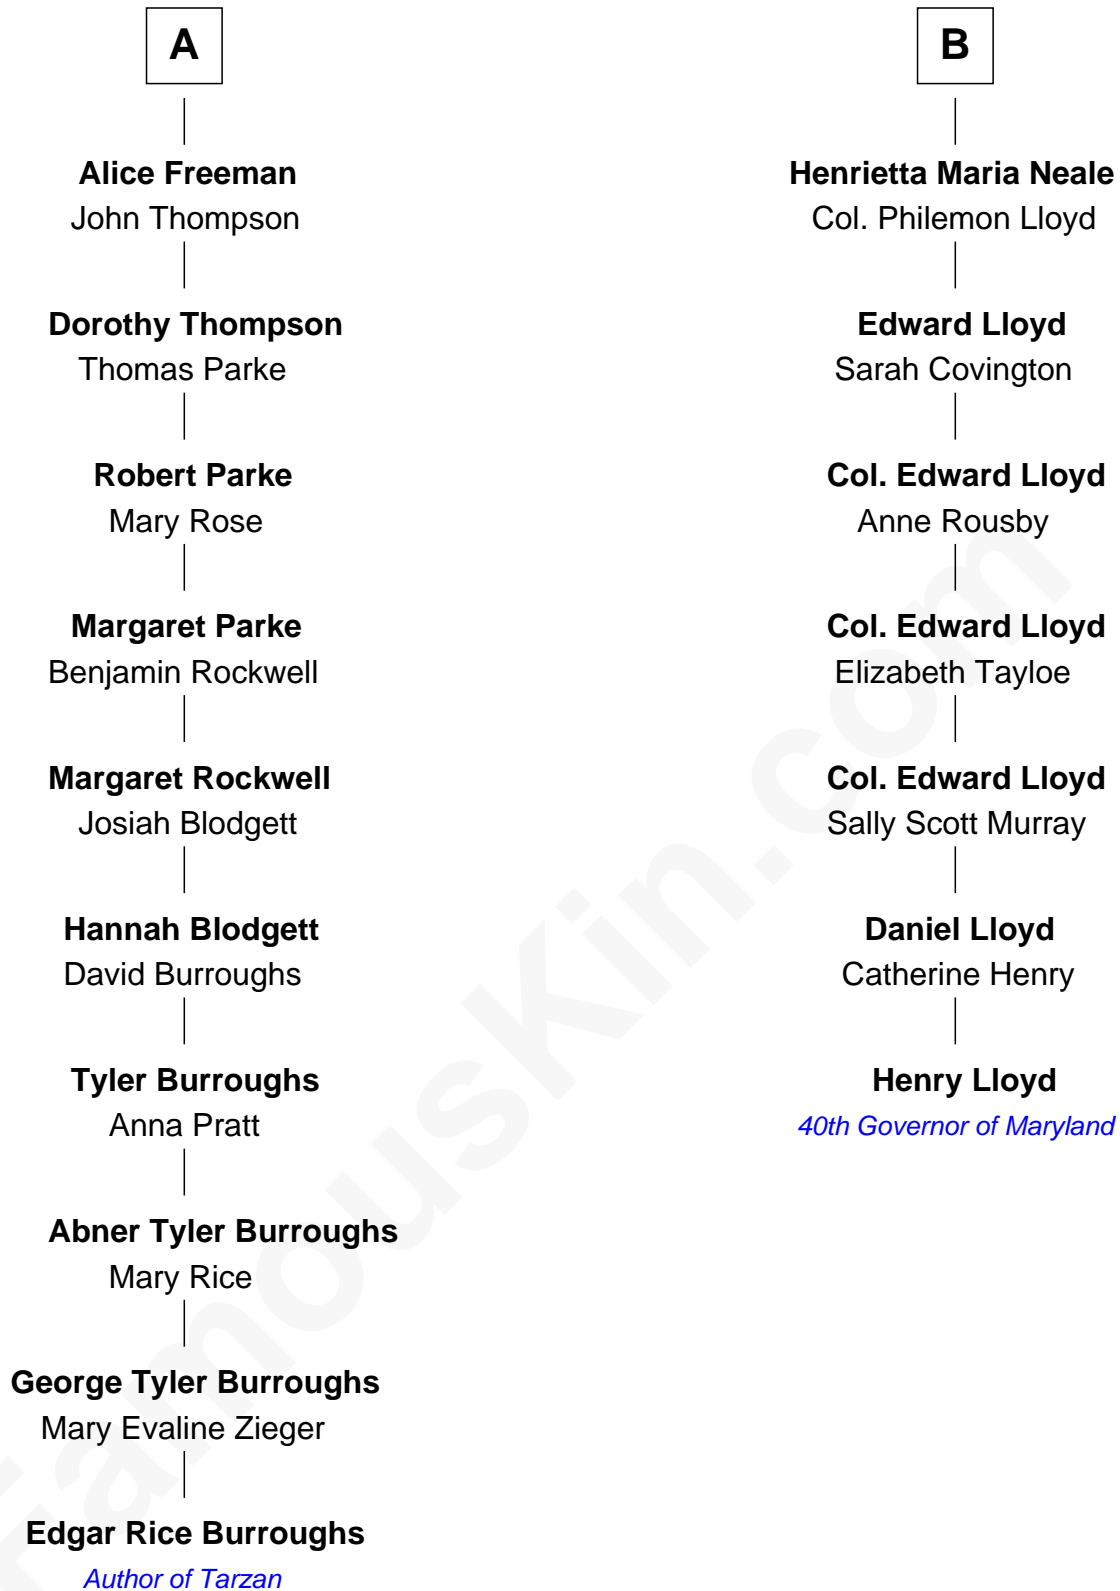 A
Alice Freeman
John Thompson
Dorothy Thompson
Thomas Parke
Robert Parke
Mary Rose
Margaret Parke
Benjamin Rockwell
Margaret Rockwell
Josiah Blodgett
Hannah Blodgett
David Burroughs
Tyler Burroughs
Anna Pratt
Abner Tyler Burroughs
Mary Rice
George Tyler Burroughs
Mary Evaline Zieger
Edgar Rice Burroughs
Author of Tarzan
B
Henrietta Maria Neale
Col. Philemon Lloyd
Edward Lloyd
Sarah Covington
Col. Edward Lloyd
Anne Rousby
Col. Edward Lloyd
Elizabeth Tayloe
Col. Edward Lloyd
Sally Scott Murray
Daniel Lloyd
Catherine Henry
Henry Lloyd
40th Governor of Maryland
FamousKin.com